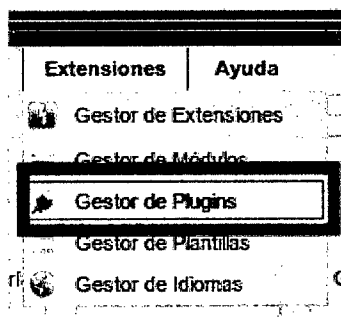 Extensiones Ayuda
Gestor de Extensiones
Gestor de Módulos
Gestor de Plugins
Gestor de Plantillas
Gestor de Idiomas